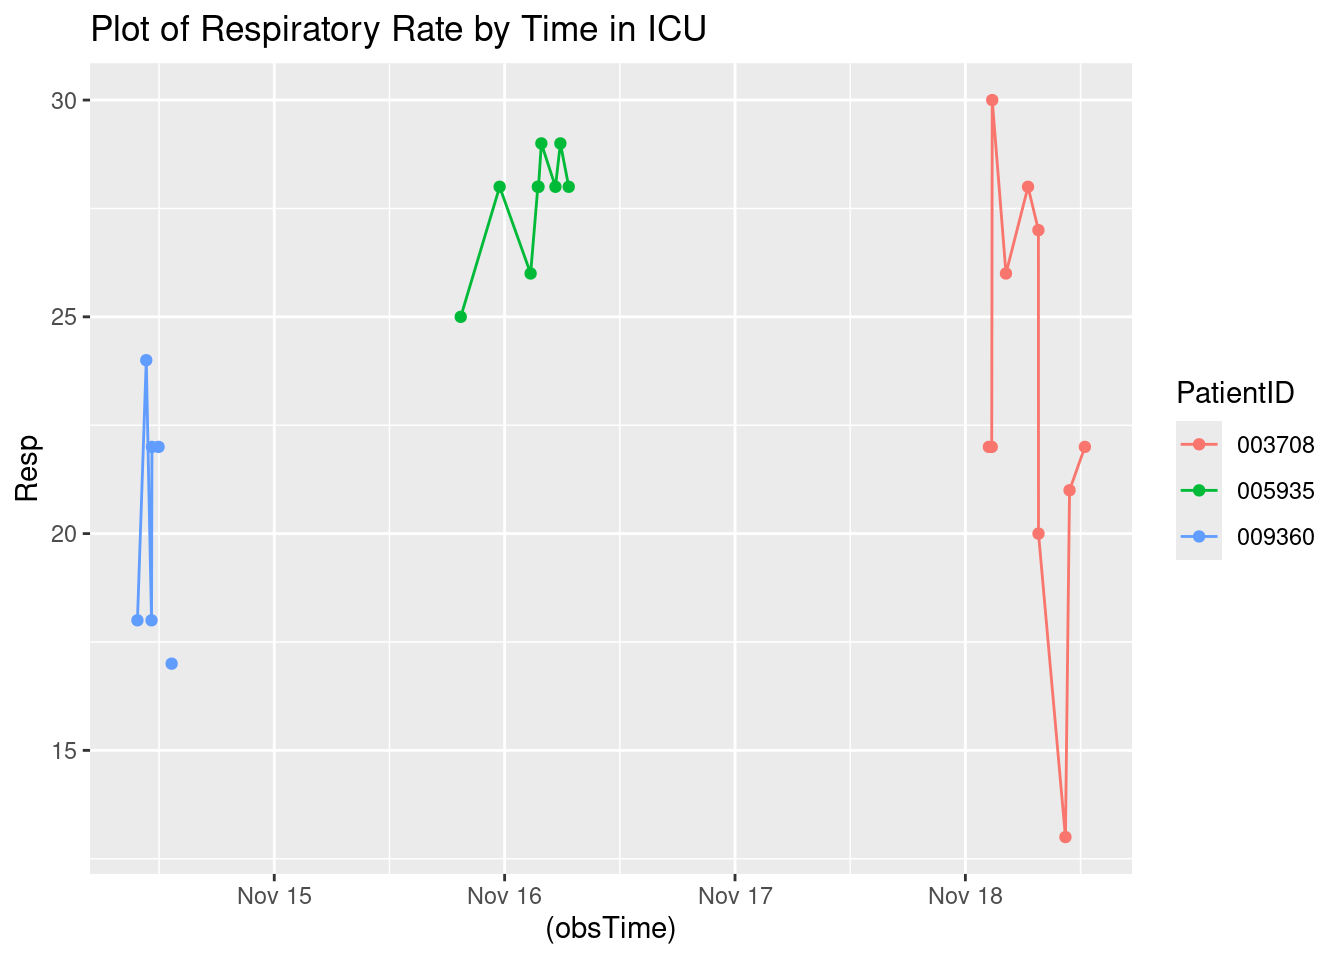 Plot of Respiratory Rate by Time in ICU
30
25
20
15
Resp
Nov 15
Nov 16
Nov 17
Nov 18
(obsTime)
PatientID
003708
005935
009360